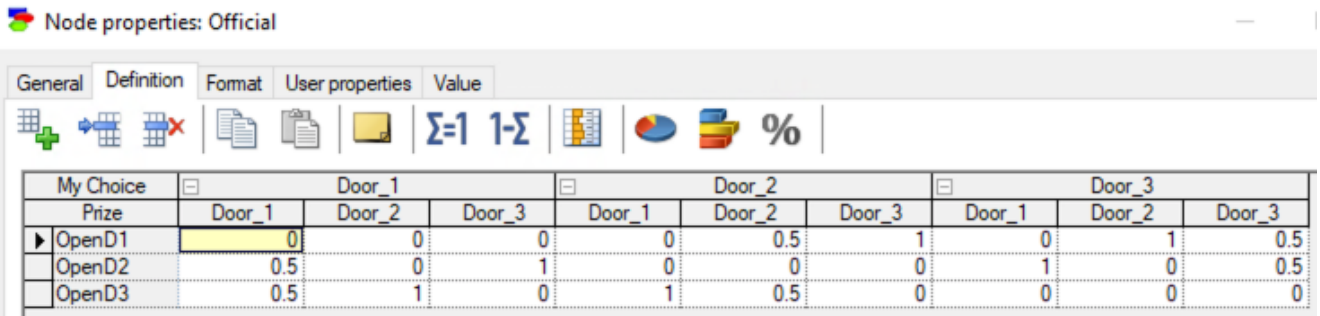 Node properties: Official
General Definition Format User properties Value
Σ=1 1-Σ %
My Choice Door_1 Door_2 Door_3
Prize Door_1 Door_2 Door_3 Door_1 Door_2 Door_3 Door_1 Door_2 Door_3
OpenD1 0 0 0 0 0.5 1 0 1 0.5
OpenD2 0.5 0 1 0 0 0 1 0 0.5
OpenD3 0.5 1 0 1 0.5 0 0 0 0